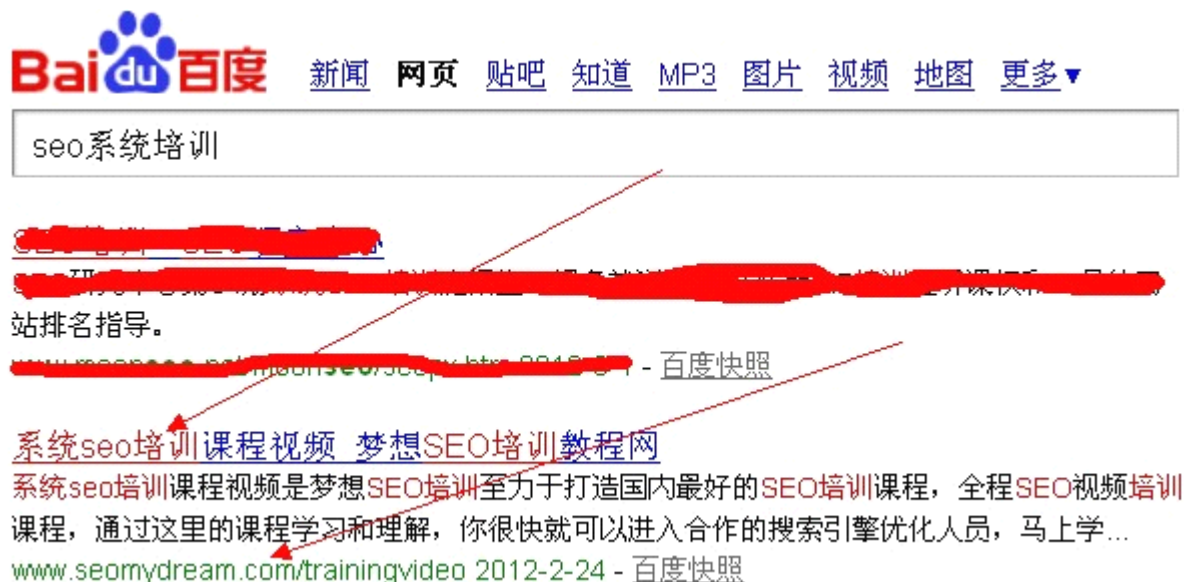 Bai du 百度 新闻 网页 贴吧 知道 MP3 图片 视频 地图 更多▼
seo系统培训
站排名指导。
- 百度快照
系统seo培训课程视频_梦想SEO培训教程网
系统seo培训课程视频是梦想SEO培训至力于打造国内最好的SEO培训课程，全程SEO视频培训
课程，通过这里的课程学习和理解，你很快就可以进入合作的搜索引擎优化人员，马上学...
www.seomydream.com/trainingvideo 2012-2-24 - 百度快照